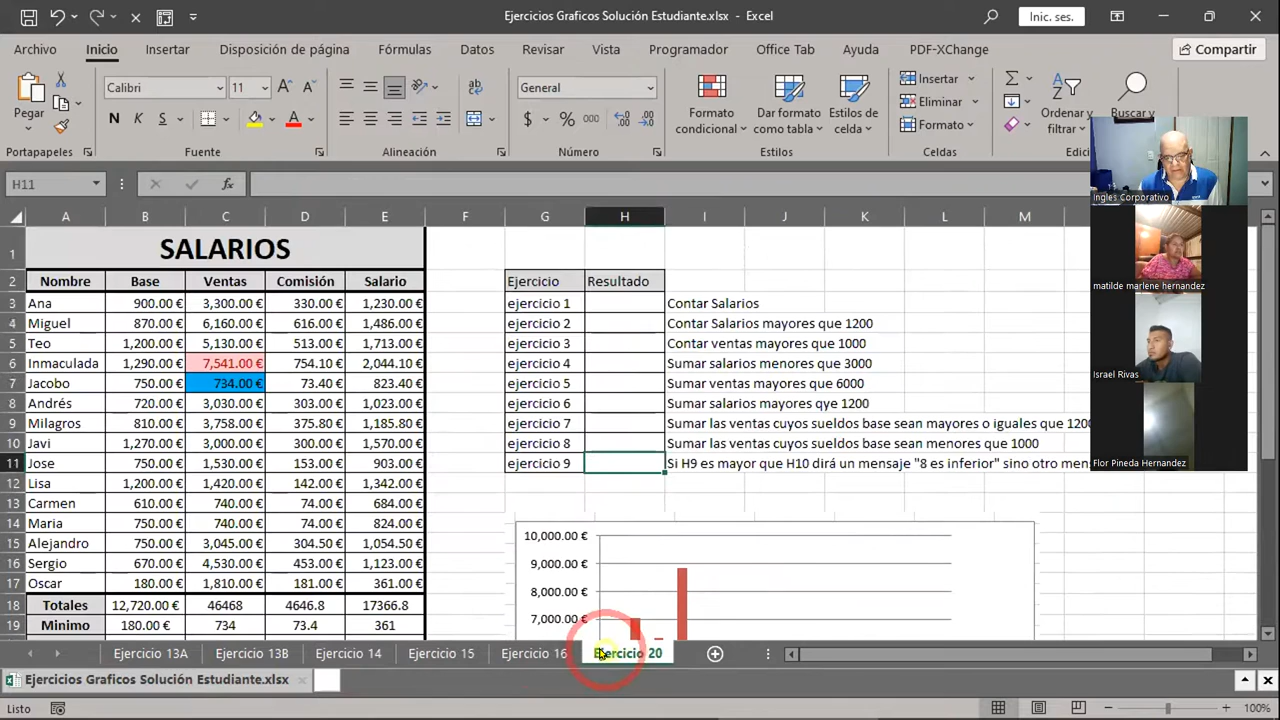 Ejercicios Graficos Solución Estudiante.xlsx - Excel
Inic. ses.
Archivo Inicio Insertar Disposición de página Fórmulas Datos Revisar Vista Programador Office Tab Ayuda PDF-XChange Compartir
Pegar
Calibri 11
N K S
General
$ % 000
Formato condicional
Dar formato como tabla
Estilos de celda
Insertar
Eliminar
Formato
Ordenar y filtrar
Buscar y
Portapapeles Fuente Alineación Número Estilos Celdas Edici
H11 fx
A B C D E F G H I J K L M
1 SALARIOS
2 Nombre Base Ventas Comisión Salario Ejercicio Resultado
3 Ana 900.00 € 3,300.00 € 330.00 € 1,230.00 € ejercicio 1 Contar Salarios
4 Miguel 870.00 € 6,160.00 € 616.00 € 1,486.00 € ejercicio 2 Contar Salarios mayores que 1200
5 Teo 1,200.00 € 5,130.00 € 513.00 € 1,713.00 € ejercicio 3 Contar ventas mayores que 1000
6 Inmaculada 1,290.00 € 7,541.00 € 754.10 € 2,044.10 € ejercicio 4 Sumar salarios menores que 3000
7 Jacobo 750.00 € 734.00 € 73.40 € 823.40 € ejercicio 5 Sumar ventas mayores que 6000
8 Andrés 720.00 € 3,030.00 € 303.00 € 1,023.00 € ejercicio 6 Sumar salarios mayores qye 1200
9 Milagros 810.00 € 3,758.00 € 375.80 € 1,185.80 € ejercicio 7 Sumar las ventas cuyos sueldos base sean mayores o iguales que 1200
10 Javi 1,270.00 € 3,000.00 € 300.00 € 1,570.00 € ejercicio 8 Sumar las ventas cuyos sueldos base sean menores que 1000
11 Jose 750.00 € 1,530.00 € 153.00 € 903.00 € ejercicio 9 Si H9 es mayor que H10 dirá un mensaje "8 es inferior" sino otro men
12 Lisa 1,200.00 € 1,420.00 € 142.00 € 1,342.00 €
13 Carmen 610.00 € 740.00 € 74.00 € 684.00 €
14 Maria 750.00 € 740.00 € 74.00 € 824.00 €
15 Alejandro 750.00 € 3,045.00 € 304.50 € 1,054.50 €
16 Sergio 670.00 € 4,530.00 € 453.00 € 1,123.00 €
17 Oscar 180.00 € 1,810.00 € 181.00 € 361.00 €
18 Totales 12,720.00 € 46468 4646.8 17366.8
19 Minimo 180.00 € 734 73.4 361
10,000.00 €
9,000.00 €
8,000.00 €
7,000.00 €
Ingles Corporativo
matilde marlene hernandez
Israel Rivas
Flor Pineda Hernandez
Ejercicio 13A Ejercicio 13B Ejercicio 14 Ejercicio 15 Ejercicio 16 Ejercicio 20
Ejercicios Graficos Solución Estudiante.xlsx
Listo 100%